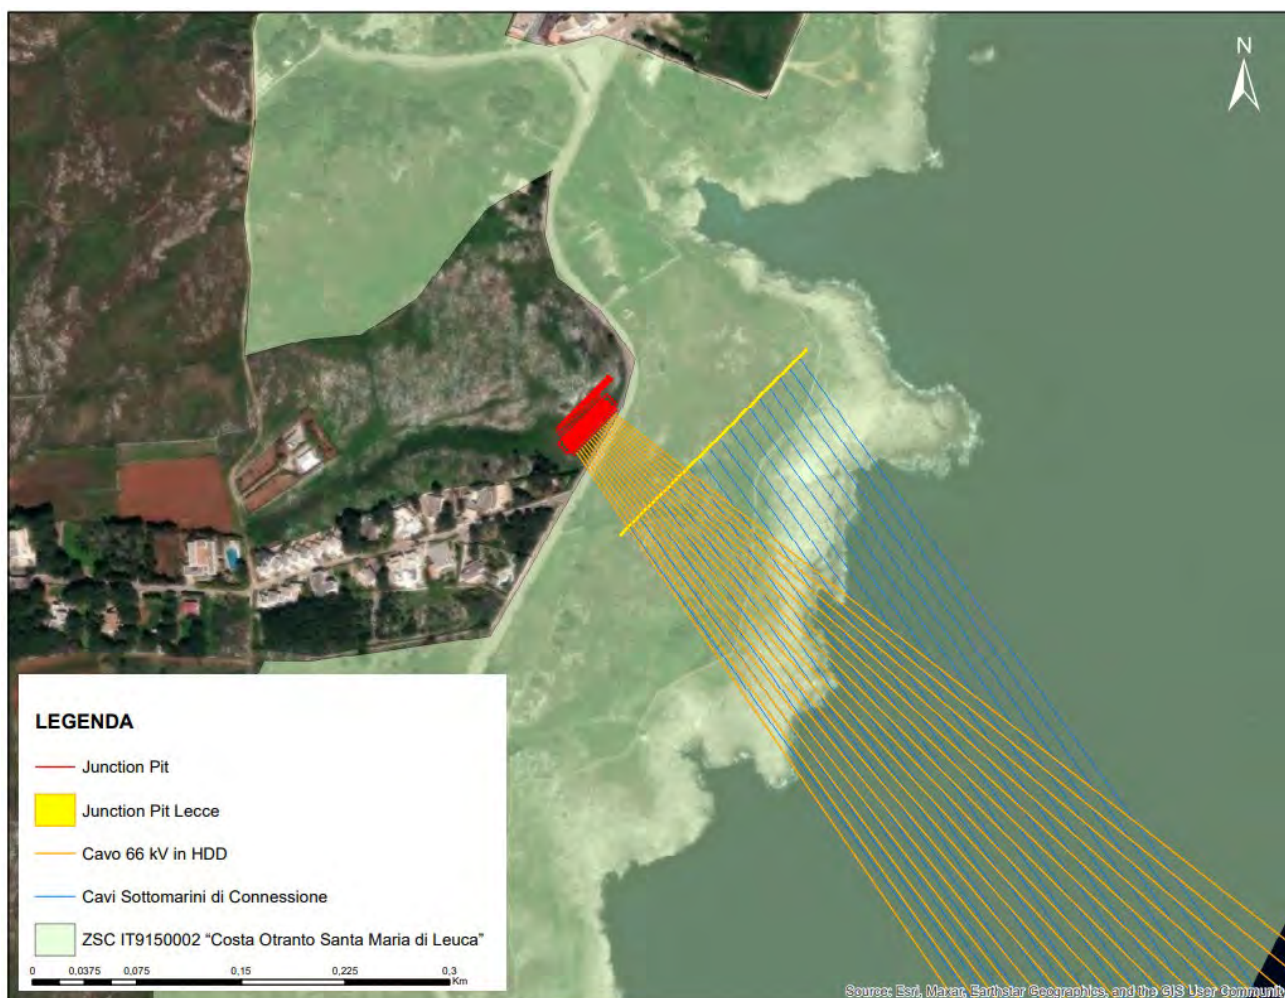 N
LEGENDA
Junction Pit
Junction Pit Lecce
Cavo 66 kV in HDD
Cavi Sottomarini di Connessione
ZSC IT9150002 “Costa Otranto Santa Maria di Leuca”
0 0,0375 0,075 0,15 0,225 0,3
Km
Source: Esri, Maxar, Earthstar Geographics, and the GIS User Communit